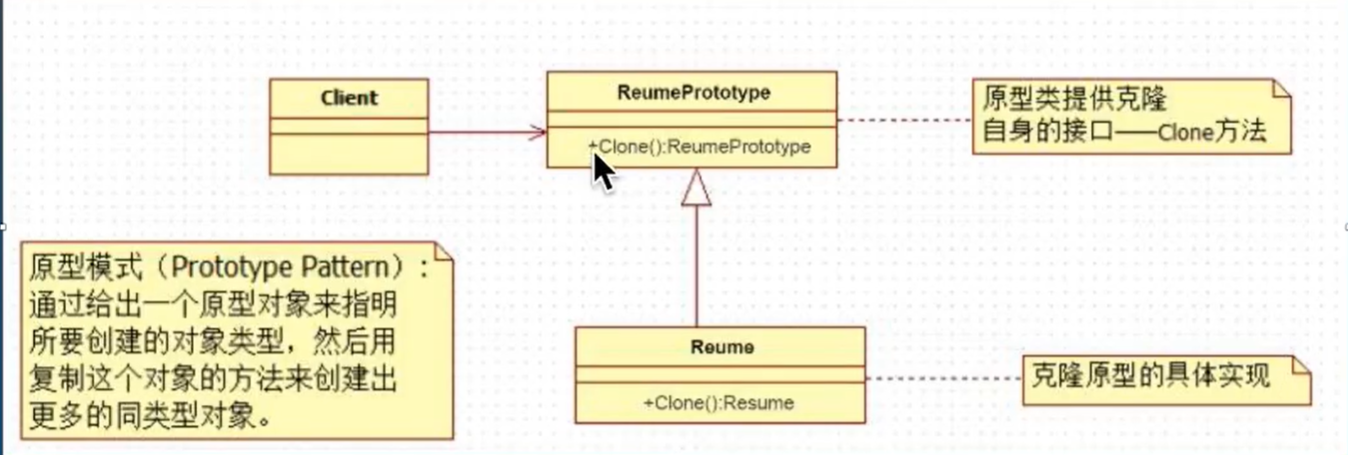 Client
ReumePrototype
+Clone():ReumePrototype
原型类提供克隆
自身的接口——Clone方法
原型模式（Prototype Pattern）：
通过给出一个原型对象来指明
所要创建的对象类型，然后用
复制这个对象的方法来创建出
更多的同类型对象。
Reume
+Clone():Resume
克隆原型的具体实现